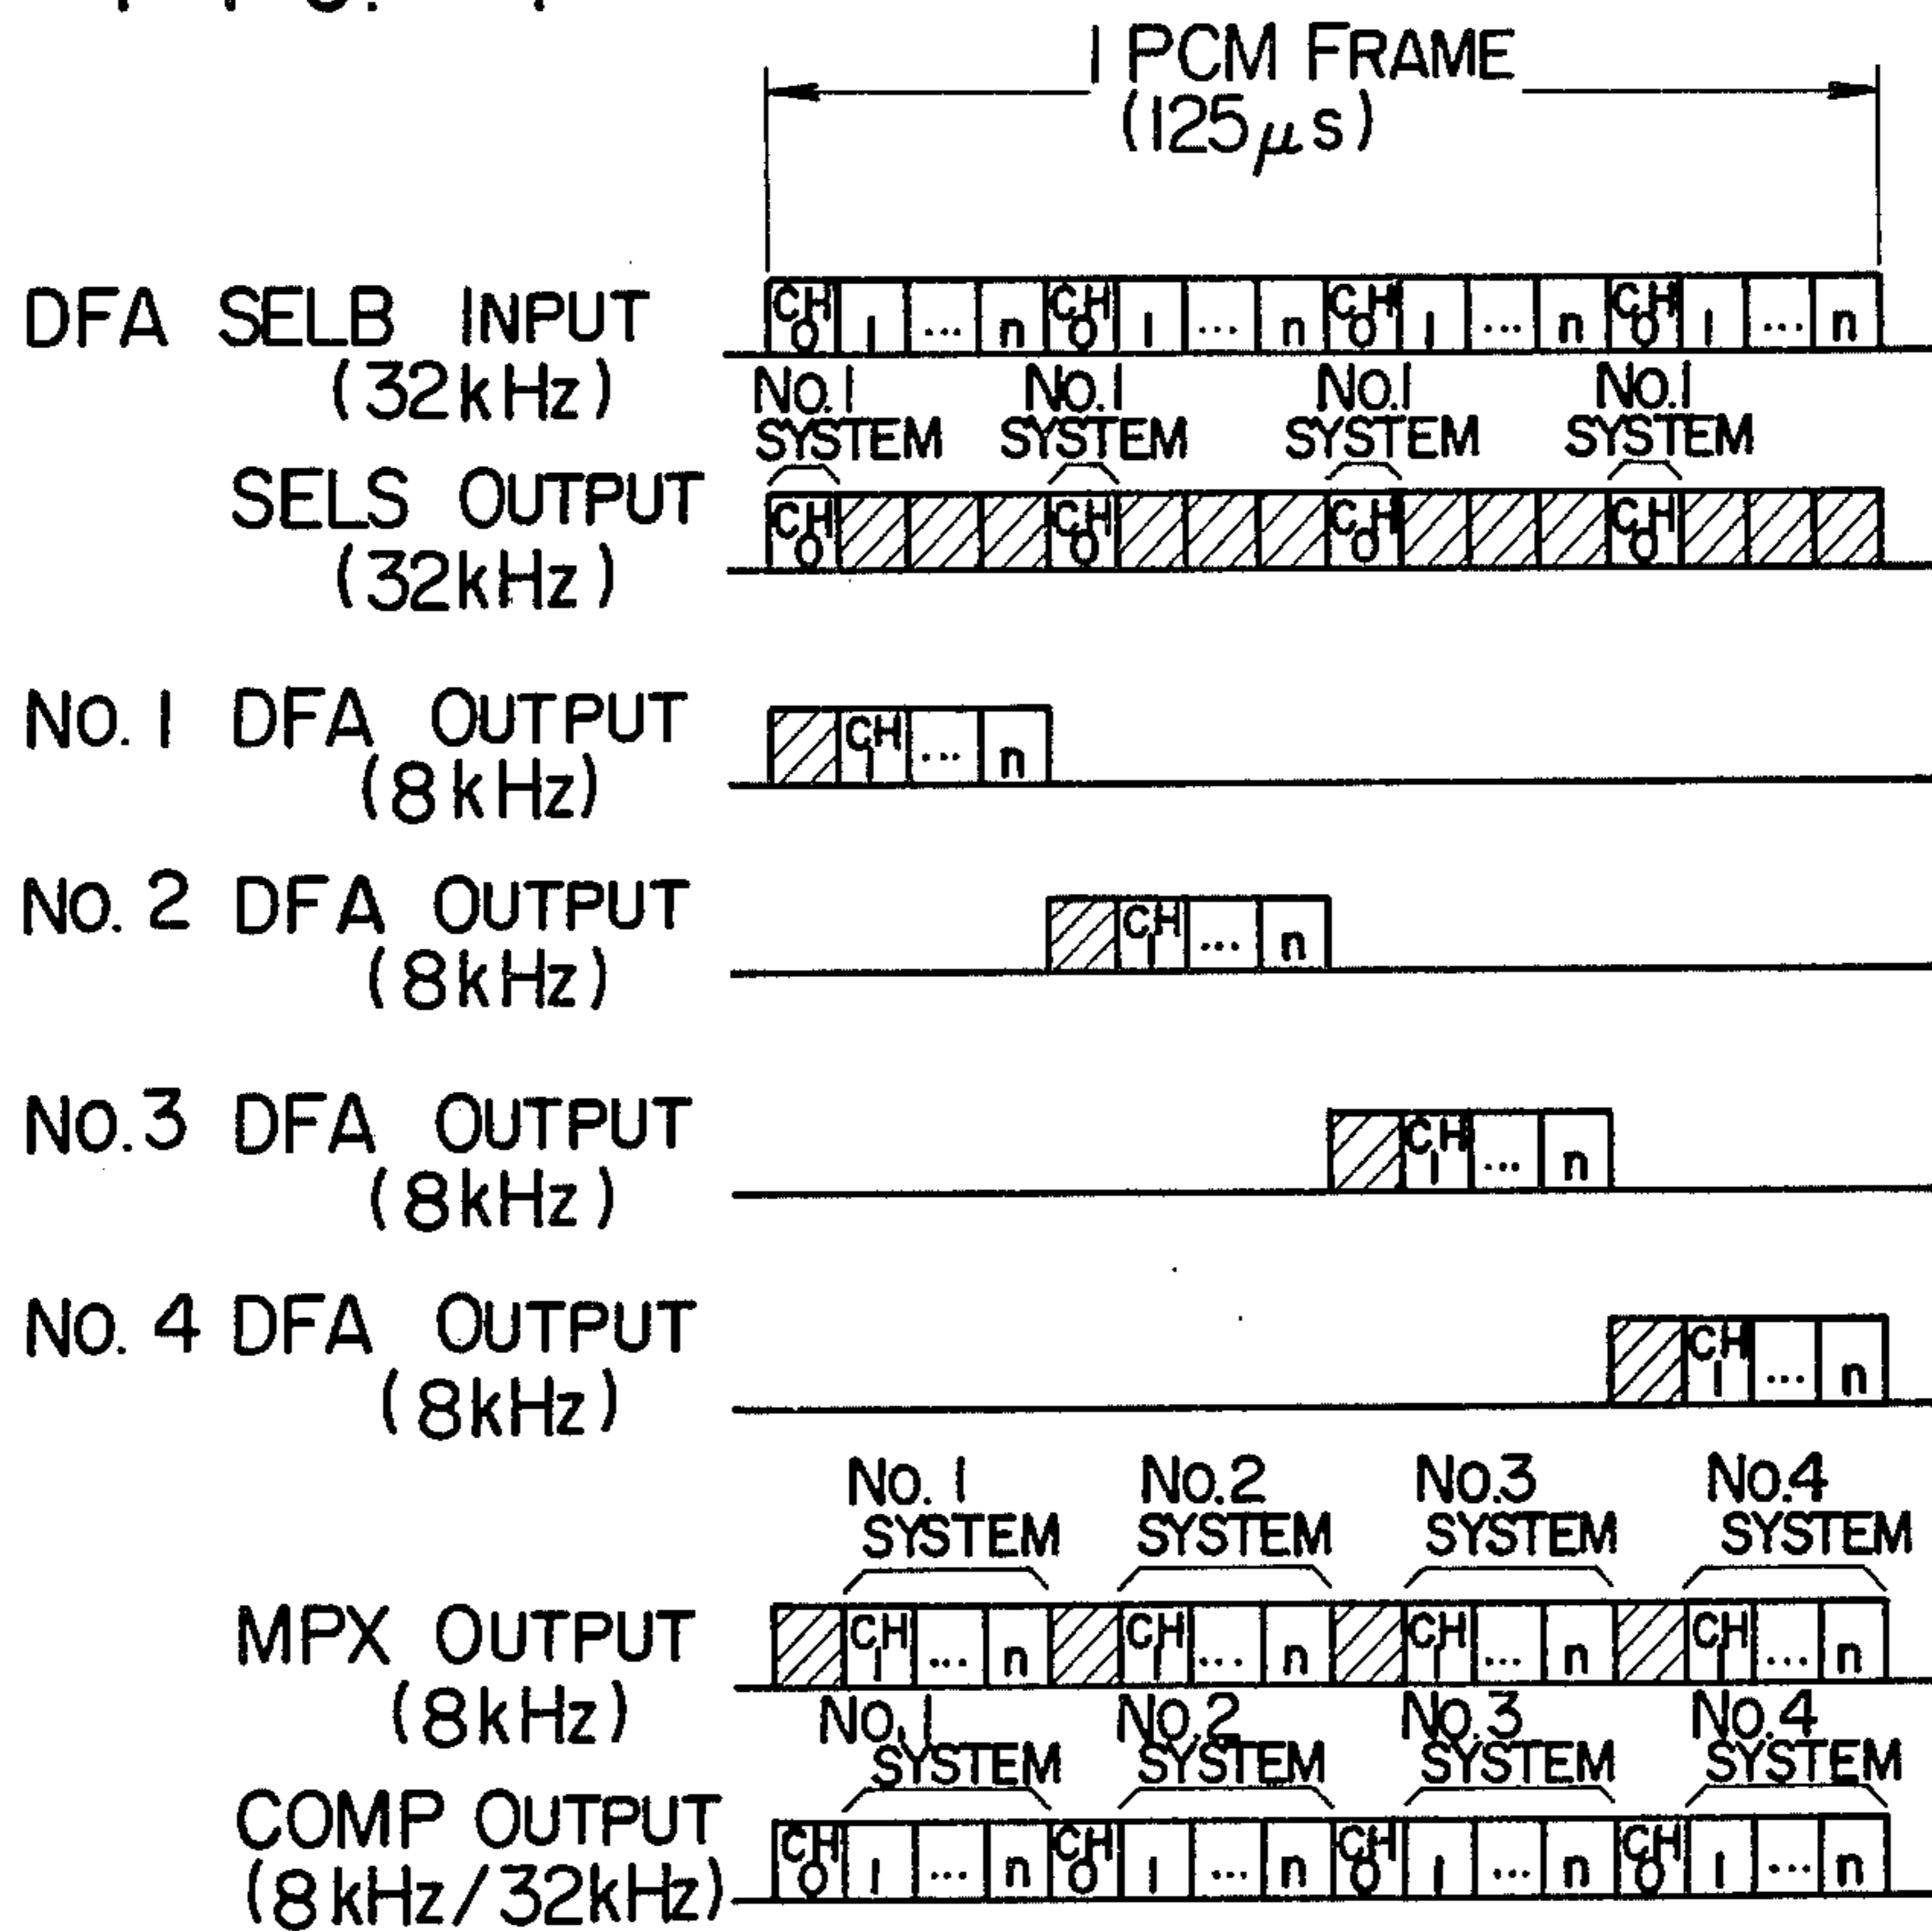 1 PCM FRAME
(125μs)
DFA SELB INPUT
(32kHz)
CH 0 1 ... n CH 0 1 ... n CH 0 1 ... n CH 0 1 ... n
No.1 SYSTEM No.1 SYSTEM No.1 SYSTEM No.1 SYSTEM
SELS OUTPUT
(32kHz)
CH 0 CH 0 CH 0 CH 0
No. 1 DFA OUTPUT
(8kHz)
CH 1 ... n
No. 2 DFA OUTPUT
(8kHz)
CH 1 ... n
No.3 DFA OUTPUT
(8kHz)
CH 1 ... n
No. 4 DFA OUTPUT
(8kHz)
CH 1 ... n
No. 1 SYSTEM No.2 SYSTEM No.3 SYSTEM No.4 SYSTEM
MPX OUTPUT
(8kHz)
CH 1 ... n CH 1 ... n CH 1 ... n CH 1 ... n
No.1 SYSTEM No.2 SYSTEM No.3 SYSTEM No.4 SYSTEM
COMP OUTPUT
(8kHz/32kHz)
CH 0 1 ... n CH 0 1 ... n CH 0 1 ... n CH 0 1 ... n